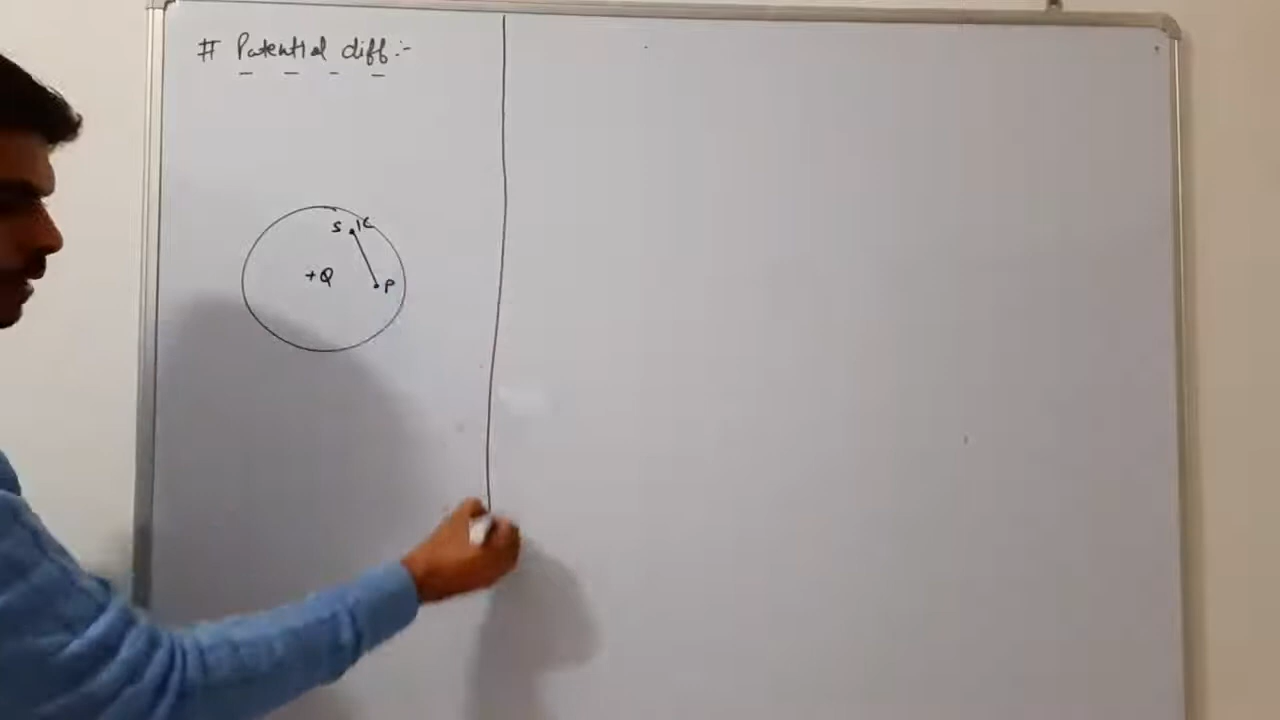 # Potential diff :-
S 1C
+Q
P